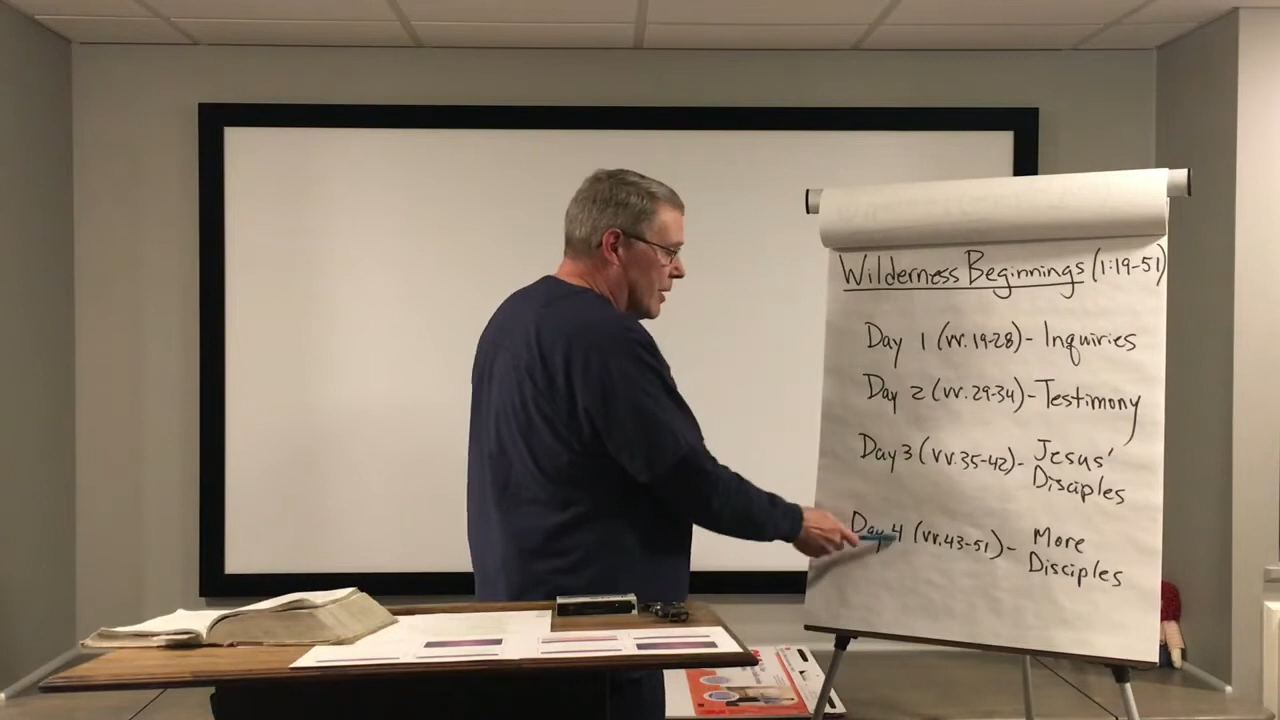 Wilderness Beginnings (1:19-51)
Day 1 (vv.19-28)- Inquiries
Day 2 (vv.29-34)- Testimony
Day 3 (vv.35-42)- Jesus'
Disciples
Day 4 (vv.43-51)- More
Disciples